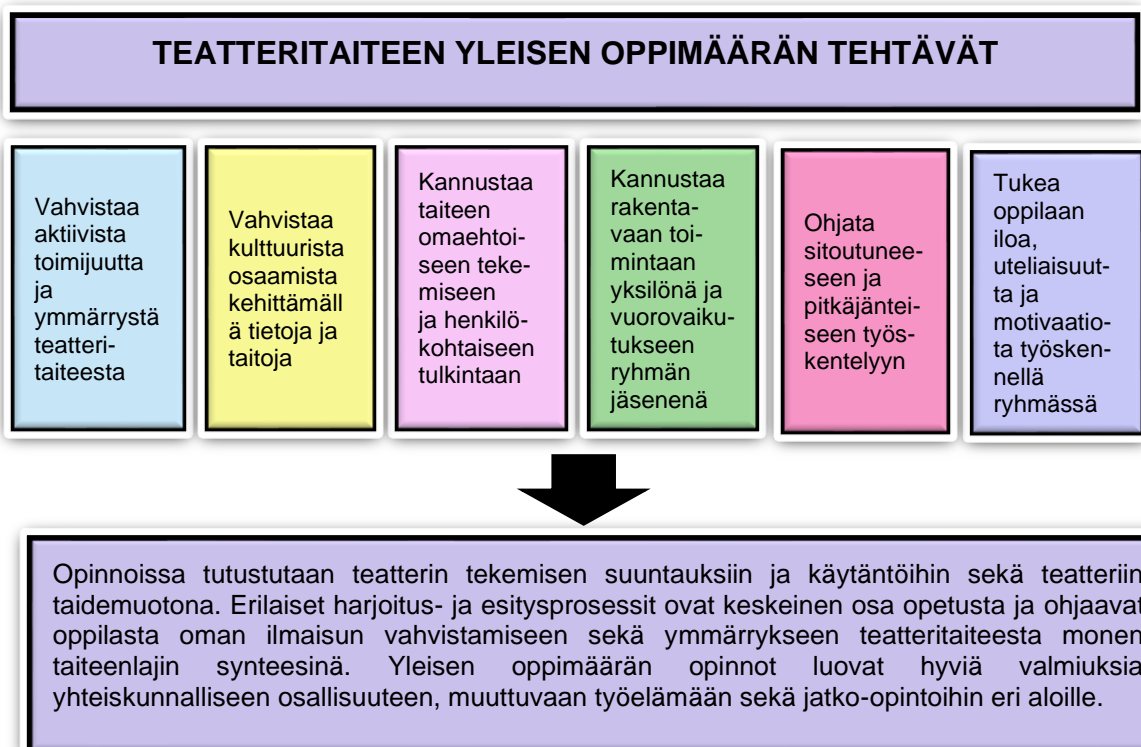 TEATTERITAITEEN YLEISEN OPPIMÄÄRÄN TEHTÄVÄT
Vahvistaa
aktiivista
toimijuutta
ja
ymmärrystä
teatteri-
taiteesta
Vahvistaa
kulttuurista
osaamista
kehittämäll
ä tietoja ja
taitoja
Kannustaa
taiteen
omaehtoi-
seen teke-
miseen
ja henkilö-
kohtaiseen
tulkintaan
Kannustaa
rakenta-
vaan toi-
mintaan
yksilönä ja
vuorovaiku-
tukseen
ryhmän
jäsenenä
Ohjata
sitoutunee-
seen ja
pitkäjäntei-
seen työs-
kentelyyn
Tukea
oppilaan
iloa,
uteliaisuut-
ta ja
motivaatio-
ta työsken-
nellä
ryhmässä
Opinnoissa tutustutaan teatterin tekemisen suuntauksiin ja käytäntöihin sekä teatteriin
taidemuotona. Erilaiset harjoitus- ja esitysprosessit ovat keskeinen osa opetusta ja ohjaavat
oppilasta oman ilmaisun vahvistamiseen sekä ymmärrykseen teatteritaiteesta monen
taiteenlajin synteesinä. Yleisen oppimäärän opinnot luovat hyviä valmiuksia
yhteiskunnalliseen osallisuuteen, muuttuvaan työelämään sekä jatko-opintoihin eri aloille.